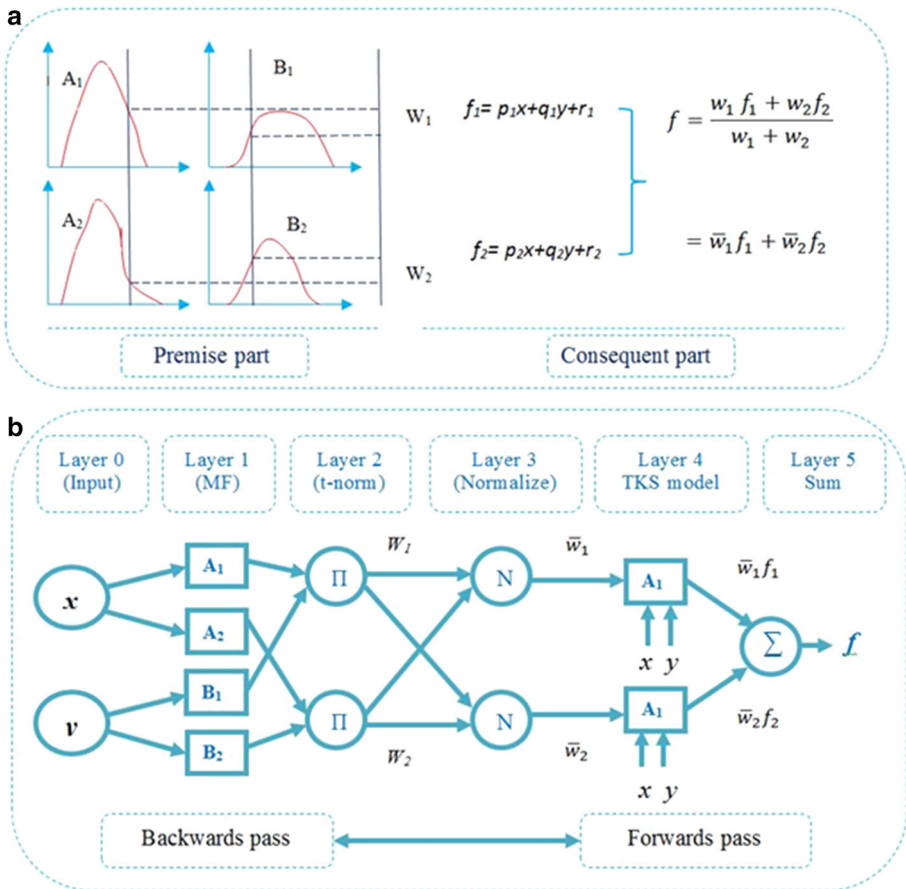 a
A₁
B₁
W₁
f₁= p₁x+q₁y+r₁
f = (w₁ f₁ + w₂f₂) / (w₁ + w₂)
A₂
B₂
W₂
f₂= p₂x+q₂y+r₂
= w̅₁f₁ + w̅₂f₂
Premise part
Consequent part
b
Layer 0
(Input)
Layer 1
(MF)
Layer 2
(t-norm)
Layer 3
(Normalize)
Layer 4
TKS model
Layer 5
Sum
x
v
A₁
A₂
B₁
B₂
Π
Π
W₁
W₂
N
N
w̅₁
w̅₂
A₁
x y
A₁
x y
w̅₁f₁
w̅₂f₂
Σ
f
Backwards pass
Forwards pass